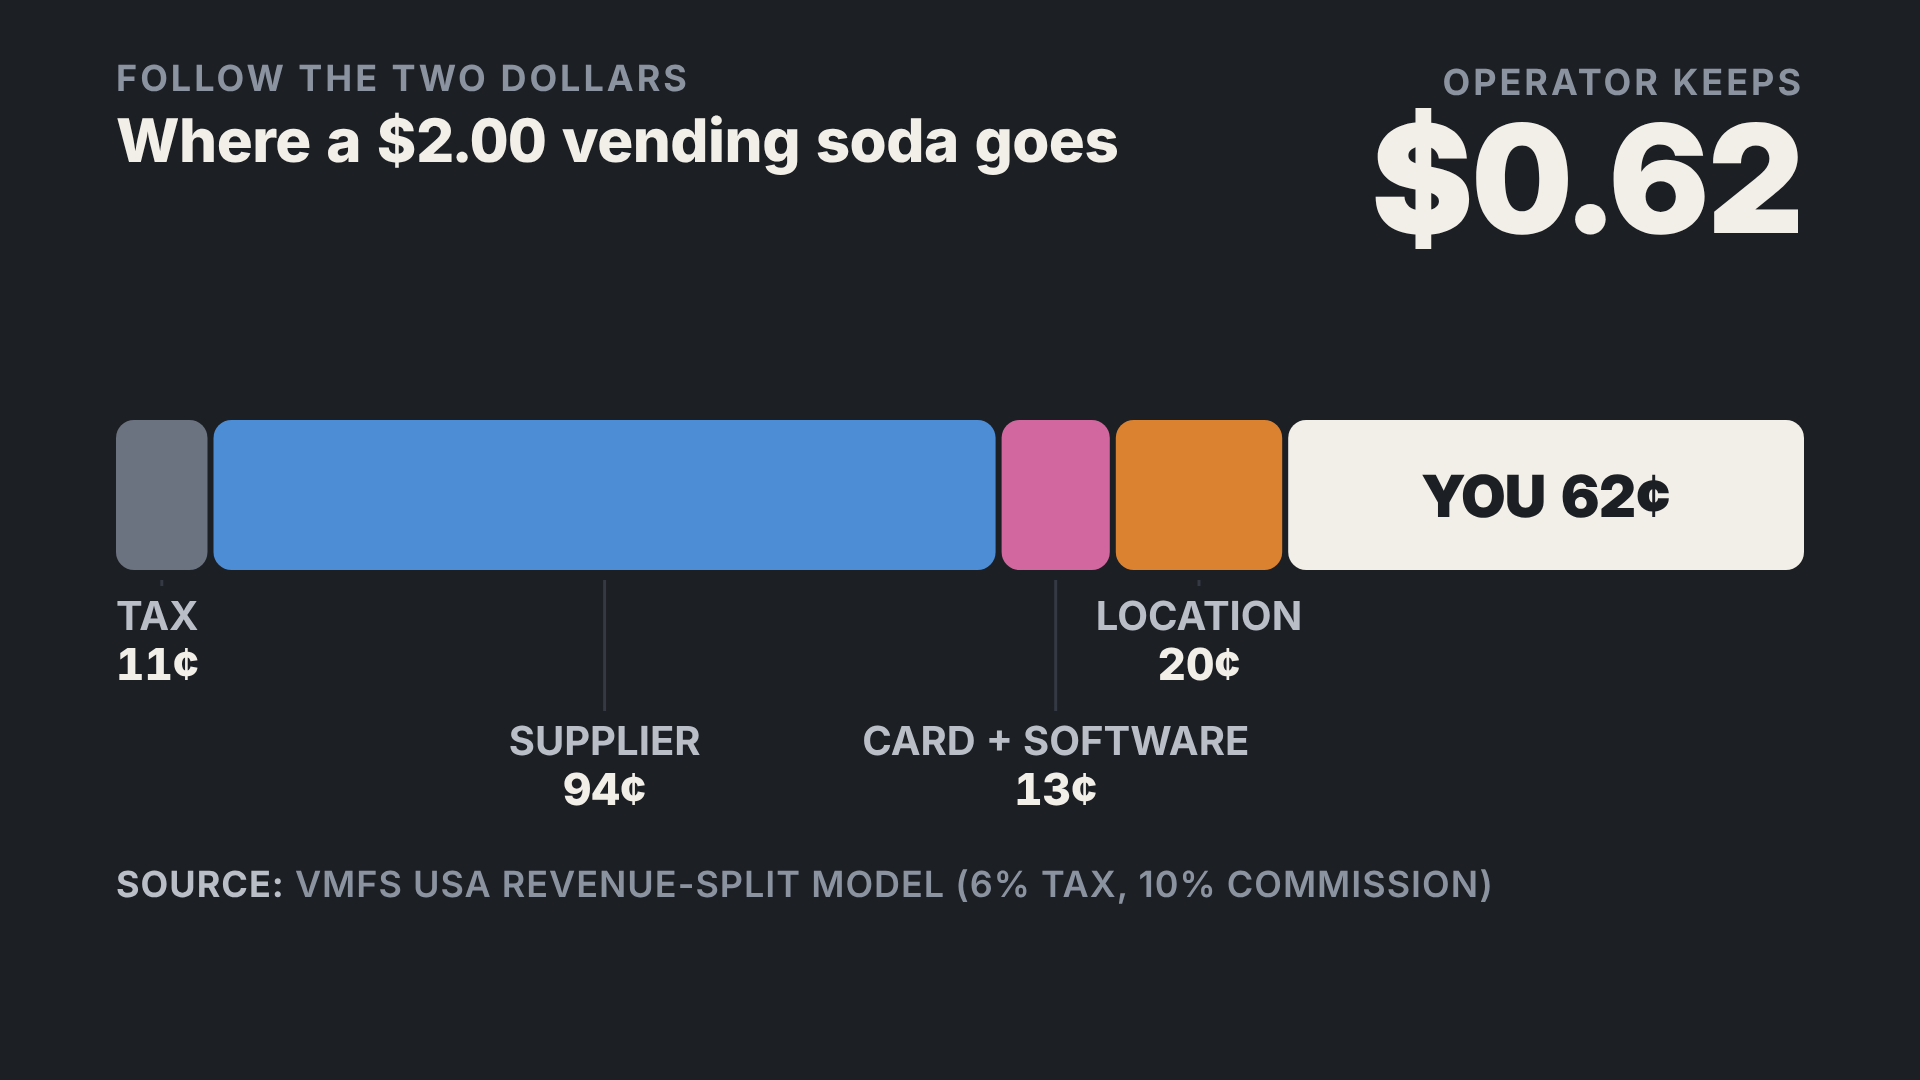 FOLLOW THE TWO DOLLARS
Where a $2.00 vending soda goes
OPERATOR KEEPS
$0.62
YOU 62¢
TAX
11¢
LOCATION
20¢
SUPPLIER
94¢
CARD + SOFTWARE
13¢
SOURCE: VMFS USA REVENUE-SPLIT MODEL (6% TAX, 10% COMMISSION)